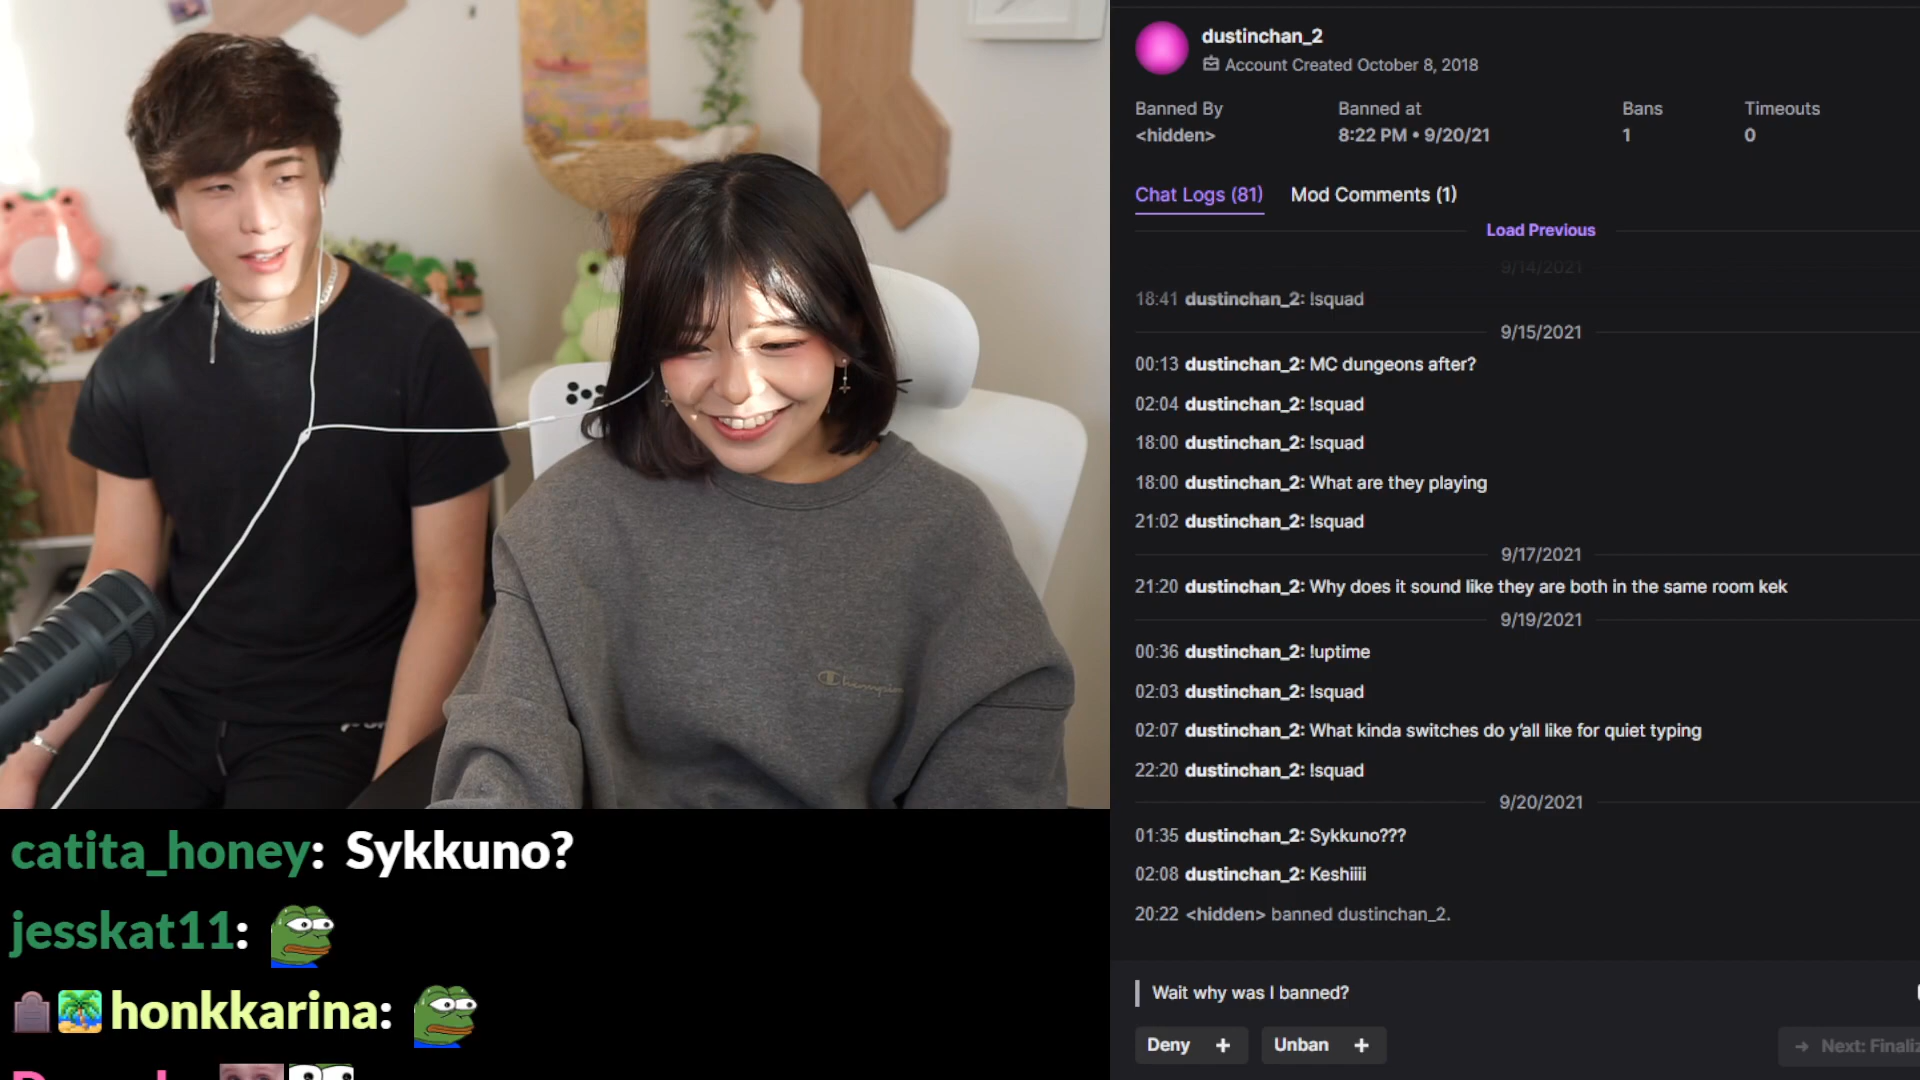 dustinchan_2
Account Created October 8, 2018
Banned By
Banned at
Bans
Timeouts
<hidden>
8:22 PM • 9/20/21
1
0
Chat Logs (81)
Mod Comments (1)
Load Previous
9/14/2021
18:41 dustinchan_2: !squad
9/15/2021
00:13 dustinchan_2: MC dungeons after?
02:04 dustinchan_2: !squad
18:00 dustinchan_2: !squad
18:00 dustinchan_2: What are they playing
21:02 dustinchan_2: !squad
9/17/2021
21:20 dustinchan_2: Why does it sound like they are both in the same room kek
9/19/2021
00:36 dustinchan_2: !uptime
02:03 dustinchan_2: !squad
02:07 dustinchan_2: What kinda switches do y'all like for quiet typing
22:20 dustinchan_2: !squad
9/20/2021
01:35 dustinchan_2: Sykkuno???
02:08 dustinchan_2: Keshiiii
20:22 <hidden> banned dustinchan_2.
Wait why was I banned?
Deny +
Unban +
→ Next: Finaliz
Champion
catita_honey: Sykkuno?
jesskat11:
honkkarina: